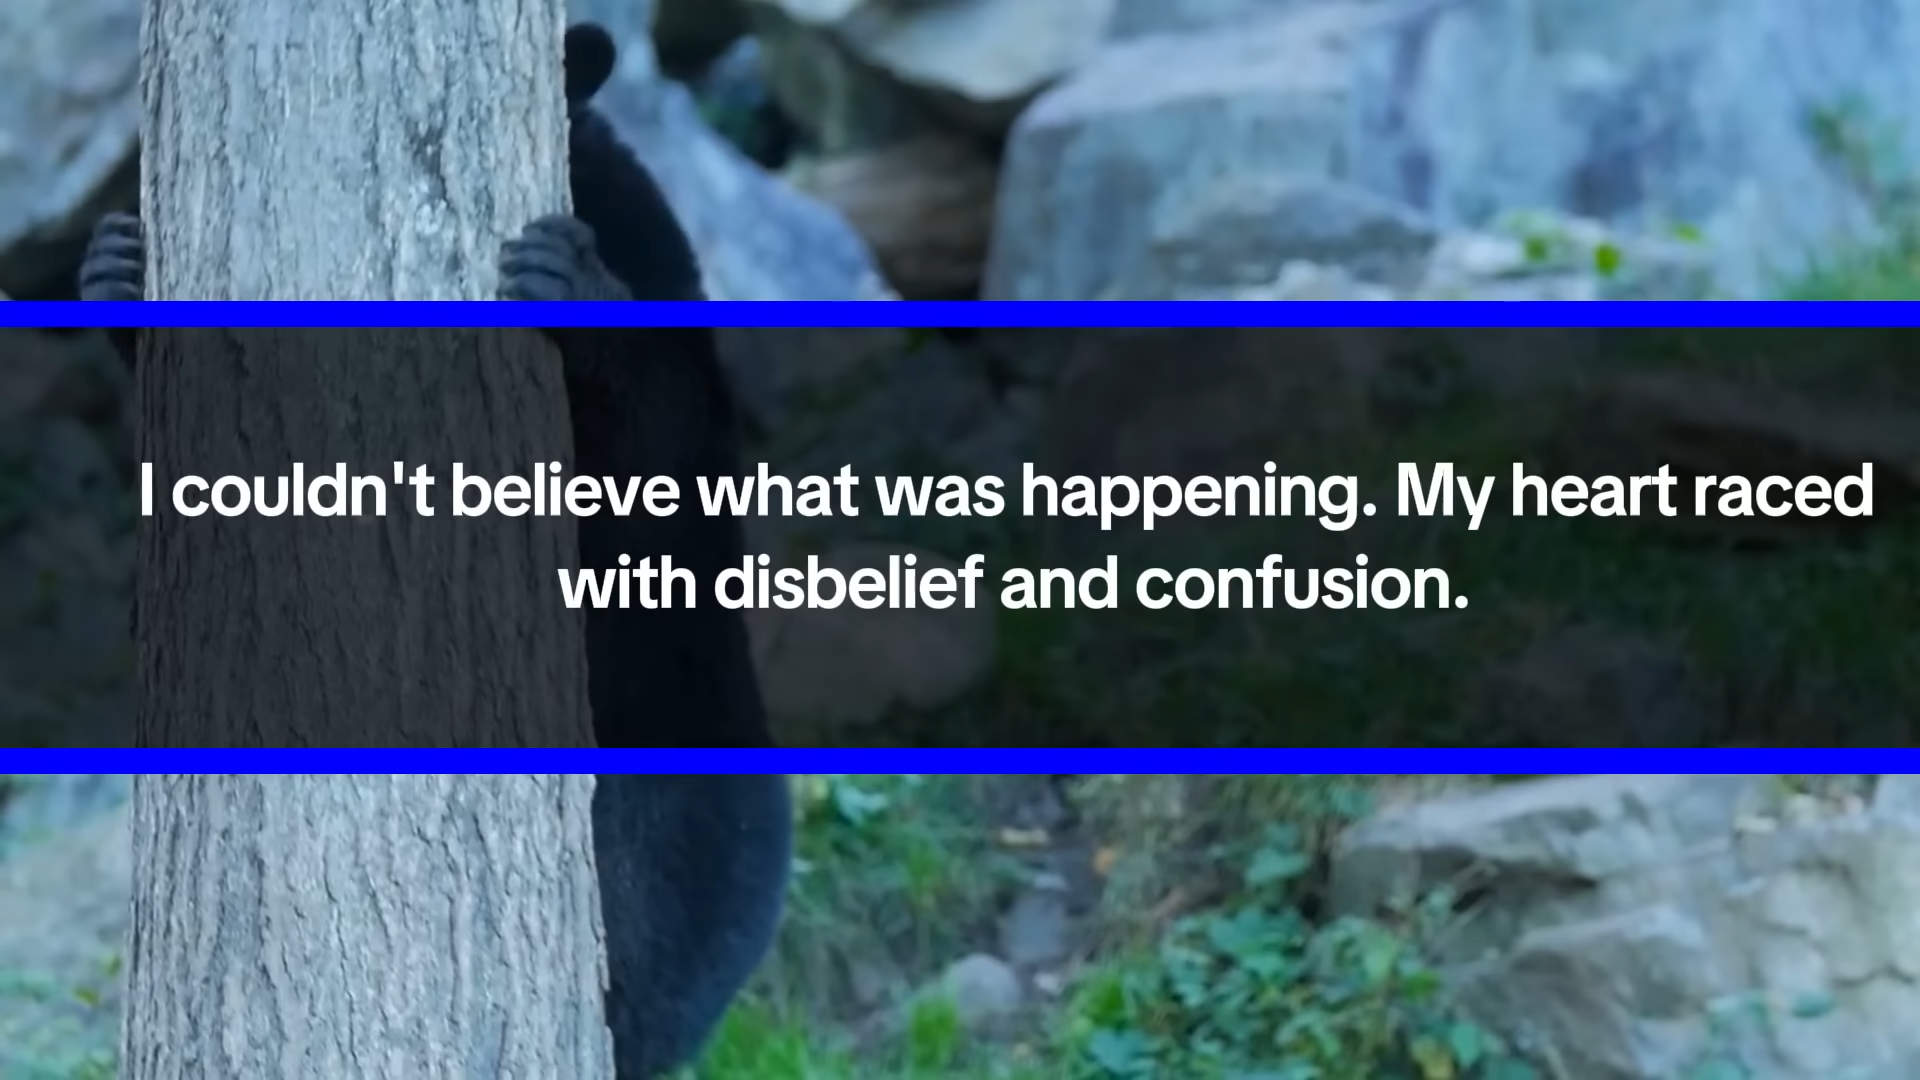 I couldn't believe what was happening. My heart raced
with disbelief and confusion.